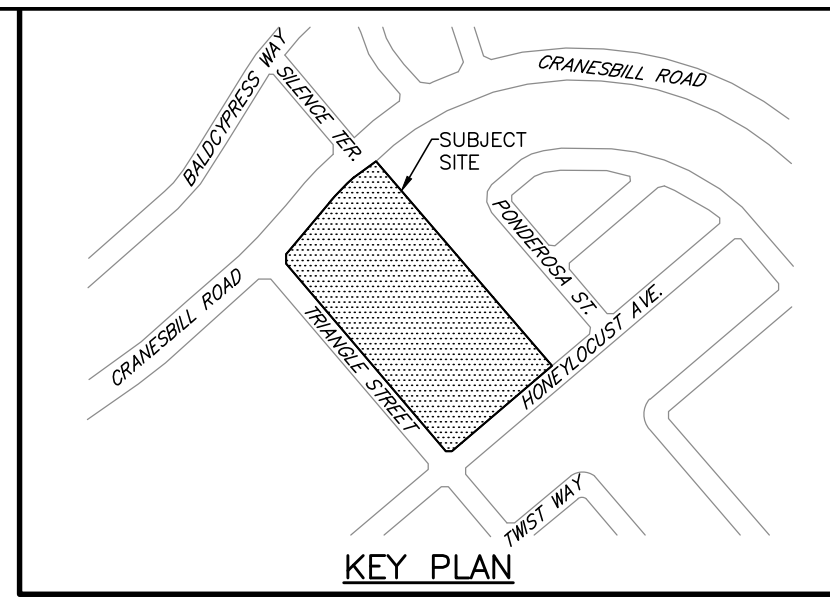 BALDCYPRESS WAY
SILENCE TER.
CRANESBILL ROAD
SUBJECT
SITE
PONDEROSA ST.
CRANESBILL ROAD
TRIANGLE STREET
HONEYLOCUST AVE.
TWIST WAY
KEY PLAN